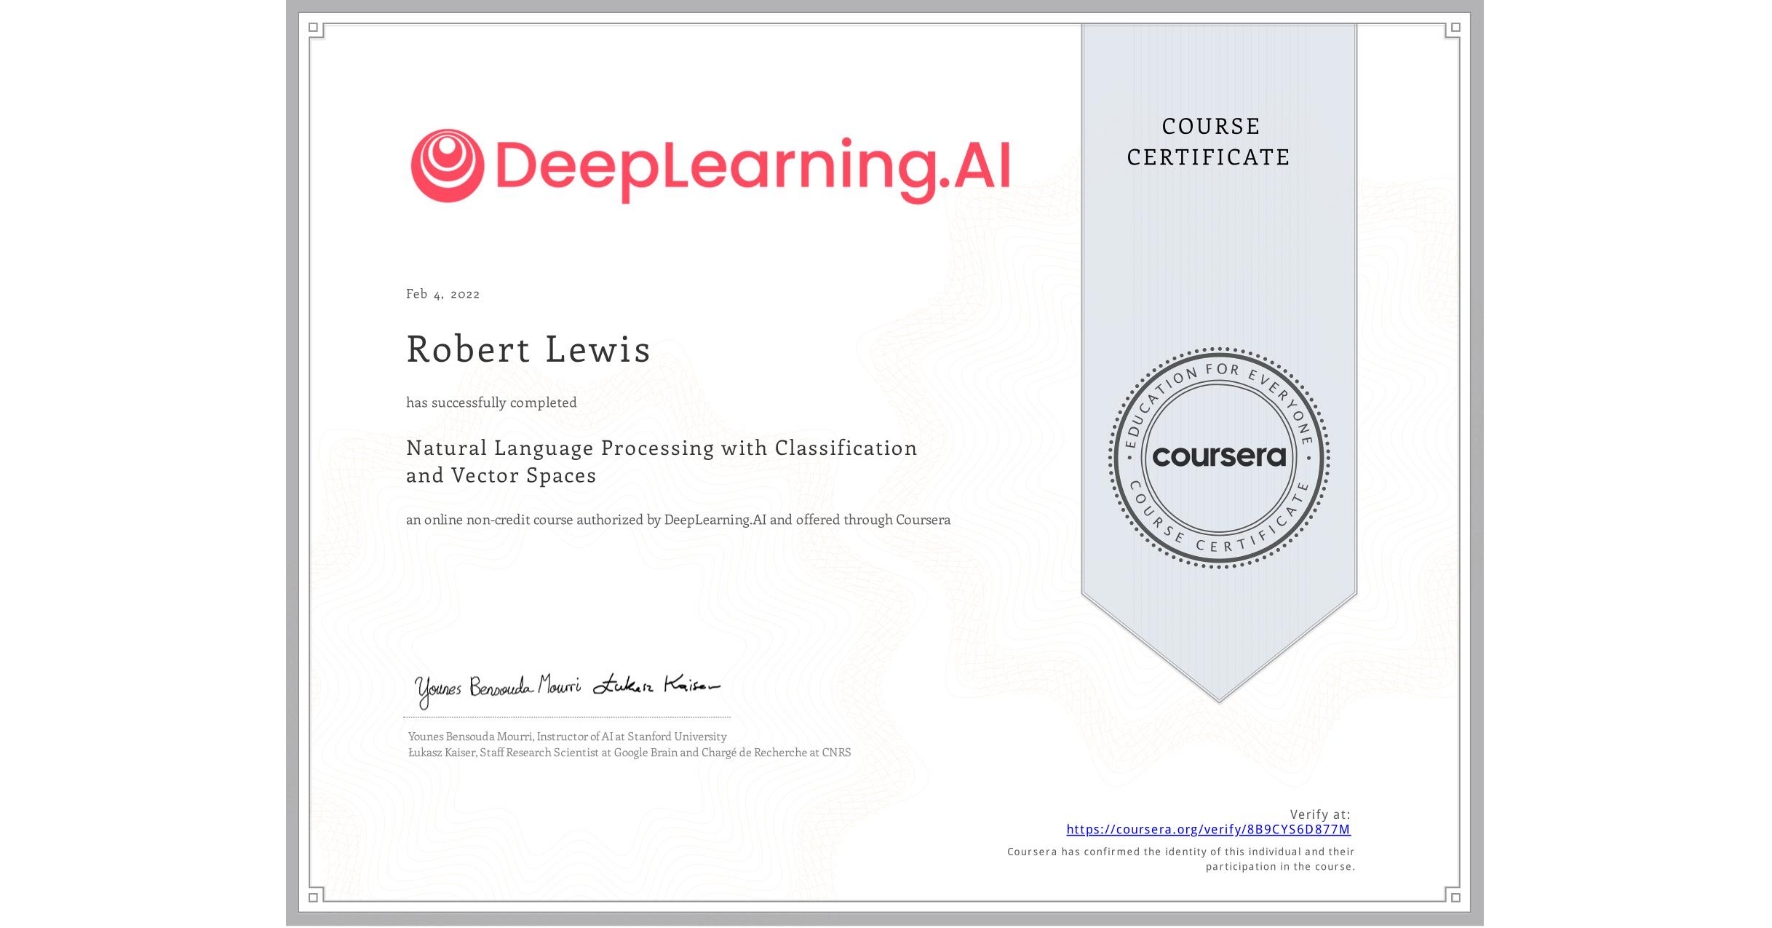 DeepLearning.AI
COURSE
CERTIFICATE
Feb 4, 2022
Robert Lewis
has successfully completed
Natural Language Processing with Classification
and Vector Spaces
an online non-credit course authorized by DeepLearning.AI and offered through Coursera
EDUCATION FOR EVERYONE
coursera
COURSE CERTIFICATE
Younes Bensouda Mourri Łukasz Kaiser
Younes Bensouda Mourri, Instructor of AI at Stanford University
Łukasz Kaiser, Staff Research Scientist at Google Brain and Chargé de Recherche at CNRS
Verify at:
https://coursera.org/verify/8B9CYS6D877M
Coursera has confirmed the identity of this individual and their
participation in the course.